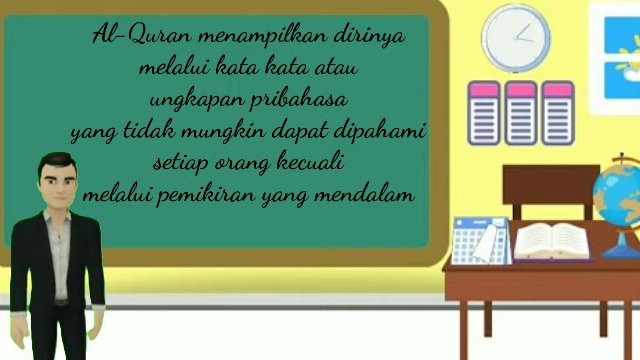 Al-Quran menampilkan dirinya
melalui kata kata atau
ungkapan pribahasa
yang tidak mungkin dapat dipahami
setiap orang kecuali
melalui pemikiran yang mendalam